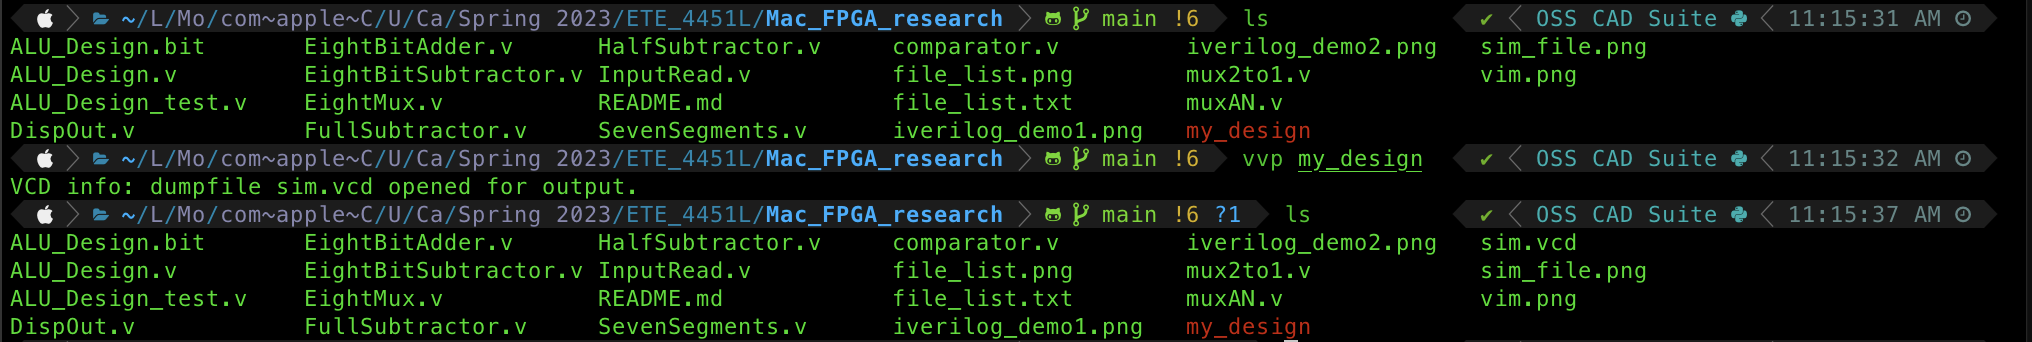 ~/L/Mo/com~apple~C/U/Ca/Spring 2023/ETE_4451L/Mac_FPGA_research main !6 ls ✔ OSS CAD Suite 11:15:31 AM
ALU_Design.bit EightBitAdder.v HalfSubtractor.v comparator.v iverilog_demo2.png sim_file.png
ALU_Design.v EightBitSubtractor.v InputRead.v file_list.png mux2to1.v vim.png
ALU_Design_test.v EightMux.v README.md file_list.txt muxAN.v
DispOut.v FullSubtractor.v SevenSegments.v iverilog_demo1.png my_design
~/L/Mo/com~apple~C/U/Ca/Spring 2023/ETE_4451L/Mac_FPGA_research main !6 vvp my_design ✔ OSS CAD Suite 11:15:32 AM
VCD info: dumpfile sim.vcd opened for output.
~/L/Mo/com~apple~C/U/Ca/Spring 2023/ETE_4451L/Mac_FPGA_research main !6 ?1 ls ✔ OSS CAD Suite 11:15:37 AM
ALU_Design.bit EightBitAdder.v HalfSubtractor.v comparator.v iverilog_demo2.png sim.vcd
ALU_Design.v EightBitSubtractor.v InputRead.v file_list.png mux2to1.v sim_file.png
ALU_Design_test.v EightMux.v README.md file_list.txt muxAN.v vim.png
DispOut.v FullSubtractor.v SevenSegments.v iverilog_demo1.png my_design